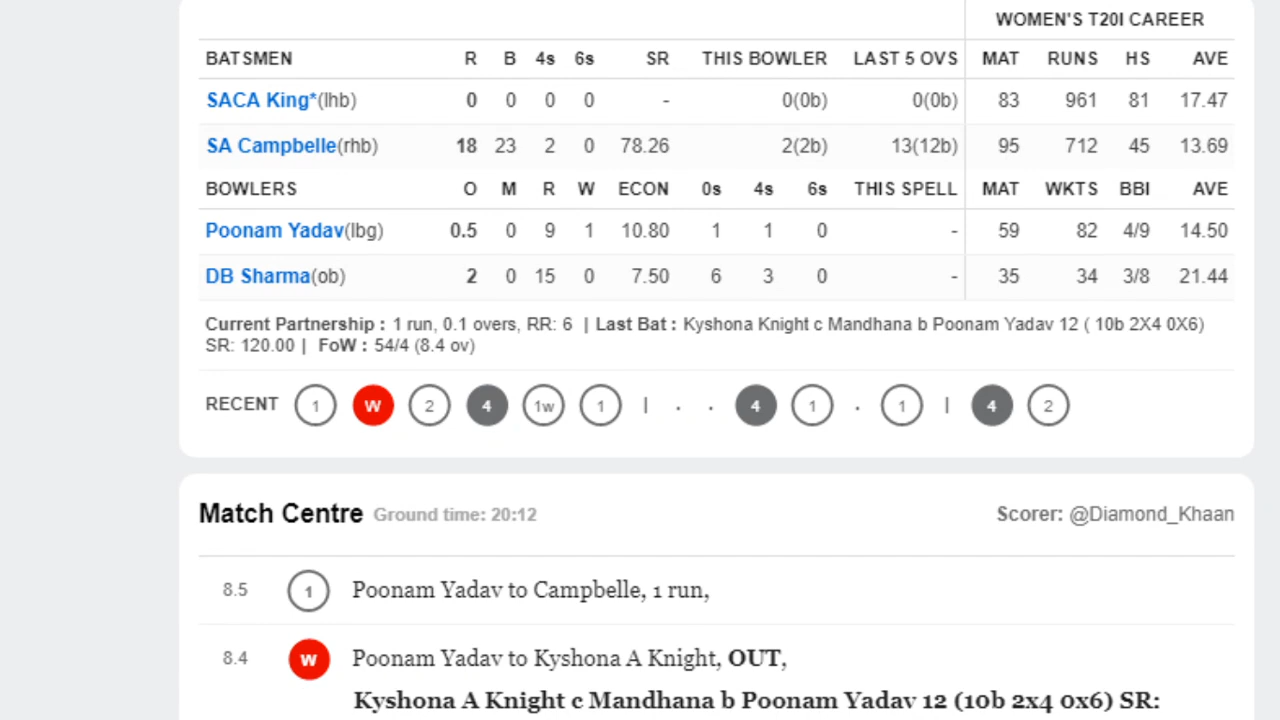 WOMEN'S T20I CAREER
BATSMEN R B 4s 6s SR THIS BOWLER LAST 5 OVS MAT RUNS HS AVE
SACA King*(lhb) 0 0 0 0 - 0(0b) 0(0b) 83 961 81 17.47
SA Campbelle(rhb) 18 23 2 0 78.26 2(2b) 13(12b) 95 712 45 13.69
BOWLERS O M R W ECON 0s 4s 6s THIS SPELL MAT WKTS BBI AVE
Poonam Yadav(lbg) 0.5 0 9 1 10.80 1 1 0 - 59 82 4/9 14.50
DB Sharma(ob) 2 0 15 0 7.50 6 3 0 - 35 34 3/8 21.44
Current Partnership : 1 run, 0.1 overs, RR: 6 | Last Bat : Kyshona Knight c Mandhana b Poonam Yadav 12 ( 10b 2X4 0X6)
SR: 120.00 | FoW : 54/4 (8.4 ov)
RECENT 1 W 2 4 1w 1 | . . 4 1 . 1 | 4 2
Match Centre Ground time: 20:12 Scorer: @Diamond_Khaan
8.5 1 Poonam Yadav to Campbelle, 1 run,
8.4 W Poonam Yadav to Kyshona A Knight, OUT,
Kyshona A Knight c Mandhana b Poonam Yadav 12 (10b 2x4 0x6) SR: